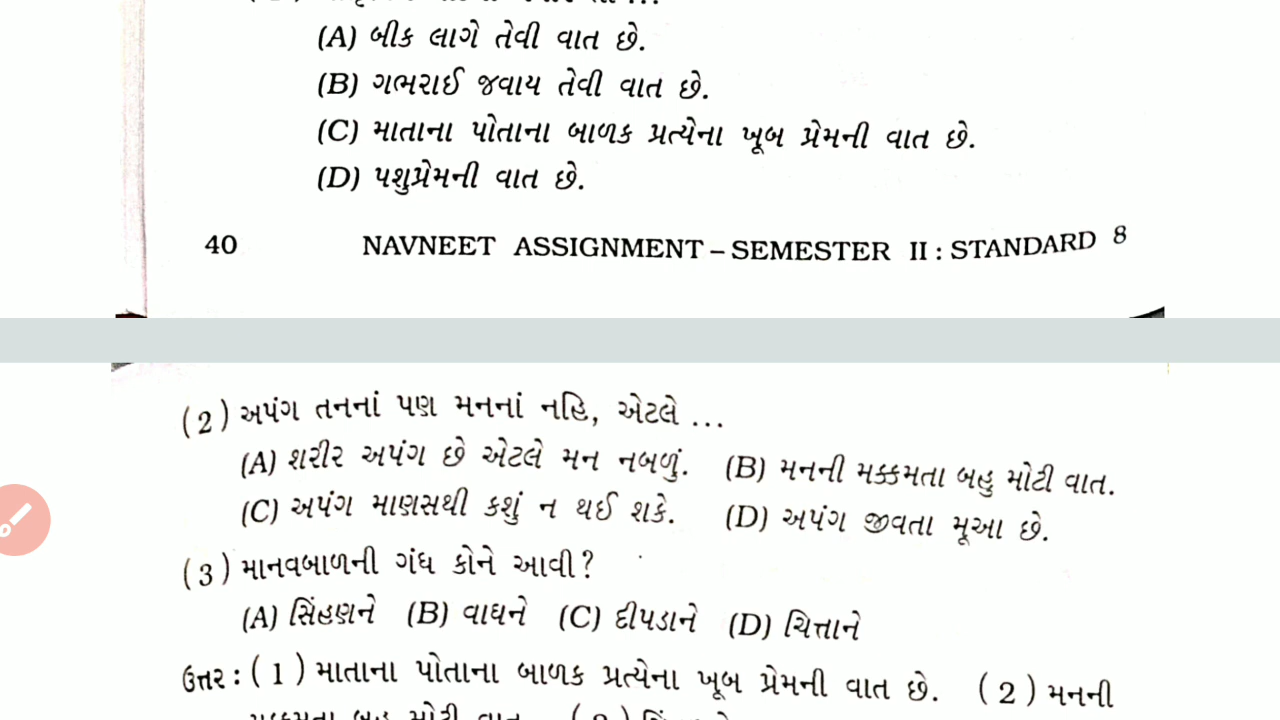 (A) બીક લાગે તેવી વાત છે.
(B) ગભરાઈ જવાય તેવી વાત છે.
(C) માતાના પોતાના બાળક પ્રત્યેના ખૂબ પ્રેમની વાત છે.
(D) પશુપ્રેમની વાત છે.
40 NAVNEET ASSIGNMENT – SEMESTER II : STANDARD 8
(2) અપંગ તનનાં પણ મનનાં નહિ, એટલે ...
(A) શરીર અપંગ છે એટલે મન નબળું. (B) મનની મક્કમતા બહુ મોટી વાત.
(C) અપંગ માણસથી કશું ન થઈ શકે. (D) અપંગ જીવતા મૂઆ છે.
(3) માનવબાળની ગંધ કોને આવી?
(A) સિંહણને (B) વાઘને (C) દીપડાને (D) ચિત્તાને
ઉત્તર : (1) માતાના પોતાના બાળક પ્રત્યેના ખૂબ પ્રેમની વાત છે. (2) મનની